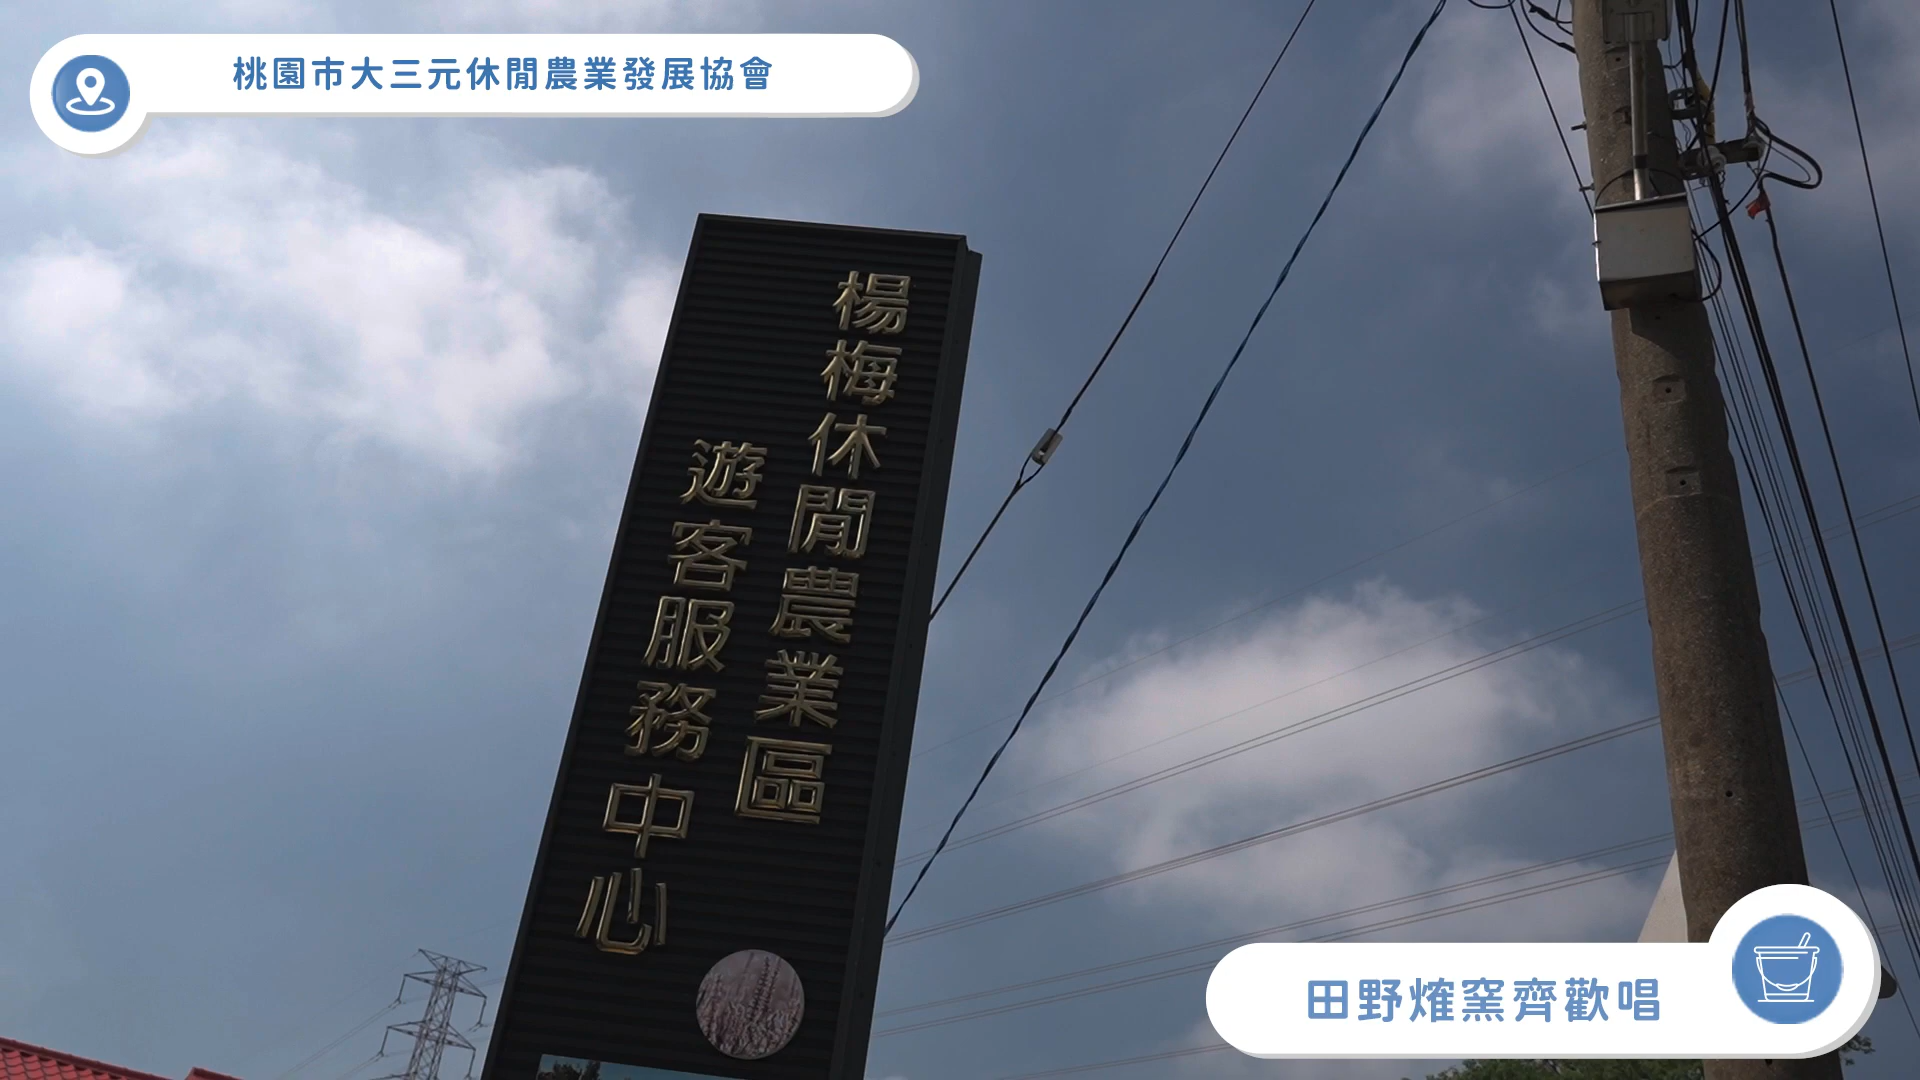 桃園市大三元休閒農業發展協會
楊梅休閒農業區
遊客服務中心
田野㸌窯齊歡唱